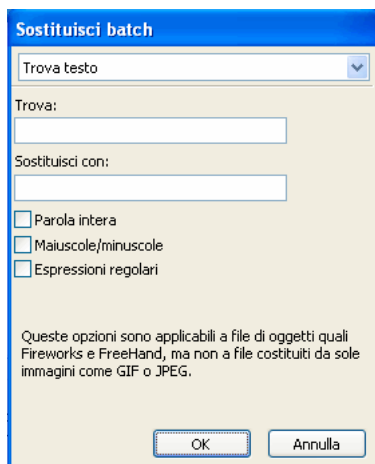 Sostituisci batch
Trova testo
Trova:
Sostituisci con:
Parola intera
Maiuscole/minuscole
Espressioni regolari
Queste opzioni sono applicabili a file di oggetti quali
Fireworks e FreeHand, ma non a file costituiti da sole
immagini come GIF o JPEG.
OK
Annulla